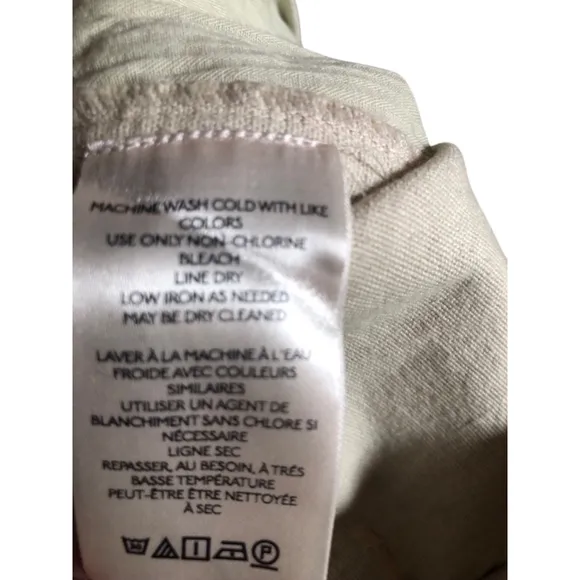 MACHINE WASH COLD WITH LIKE
COLORS
USE ONLY NON-CHLORINE
BLEACH
LINE DRY
LOW IRON AS NEEDED
MAY BE DRY CLEANED
LAVER À LA MACHINE À L'EAU
FROIDE AVEC COULEURS
SIMILAIRES
UTILISER UN AGENT DE
BLANCHIMENT SANS CHLORE SI
NÉCESSAIRE
LIGNE SEC
REPASSER, AU BESOIN, À TRÉS
BASSE TEMPÉRATURE
PEUT-ÊTRE ÊTRE NETTOYÉE
À SEC
P